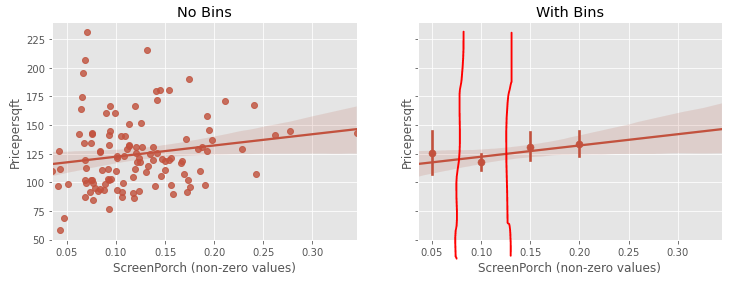 No Bins
With Bins
Pricepersqft
225
200
175
150
125
100
75
50
0.05 0.10 0.15 0.20 0.25 0.30
ScreenPorch (non-zero values)
Pricepersqft
0.05 0.10 0.15 0.20 0.25 0.30
ScreenPorch (non-zero values)